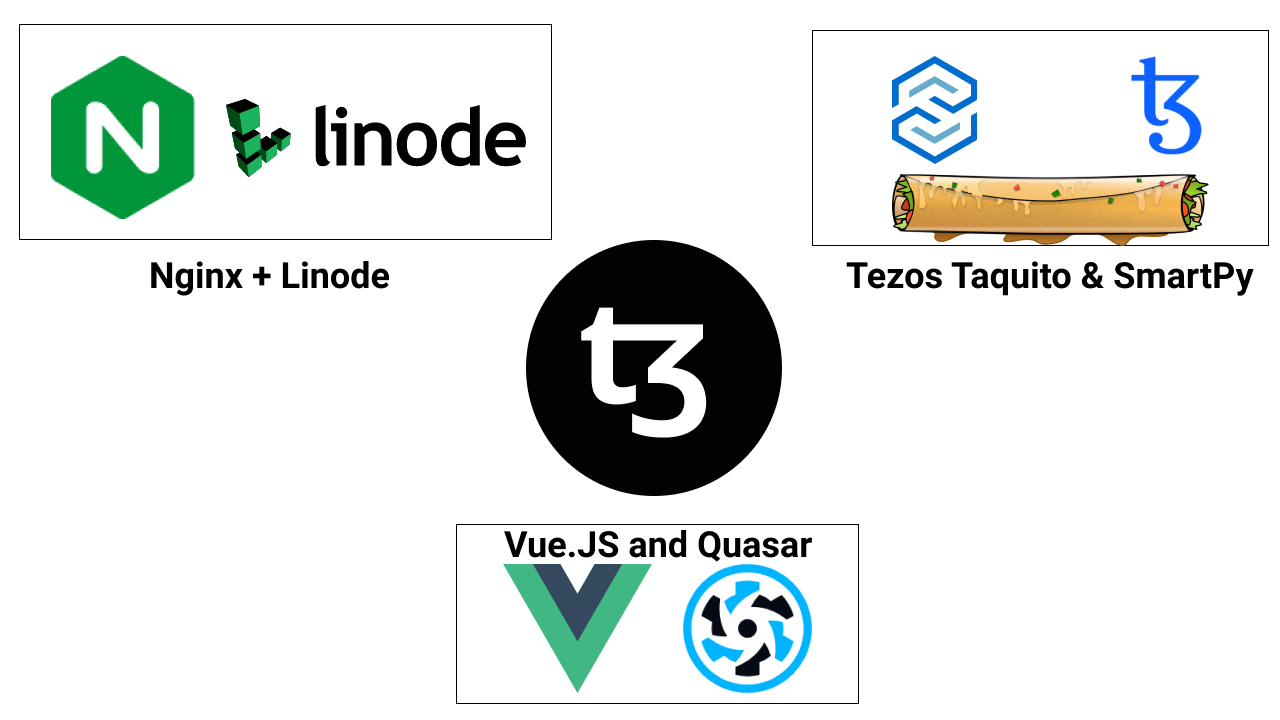 N
linode
Nginx + Linode
Tezos Taquito & SmartPy
Vue.JS and Quasar